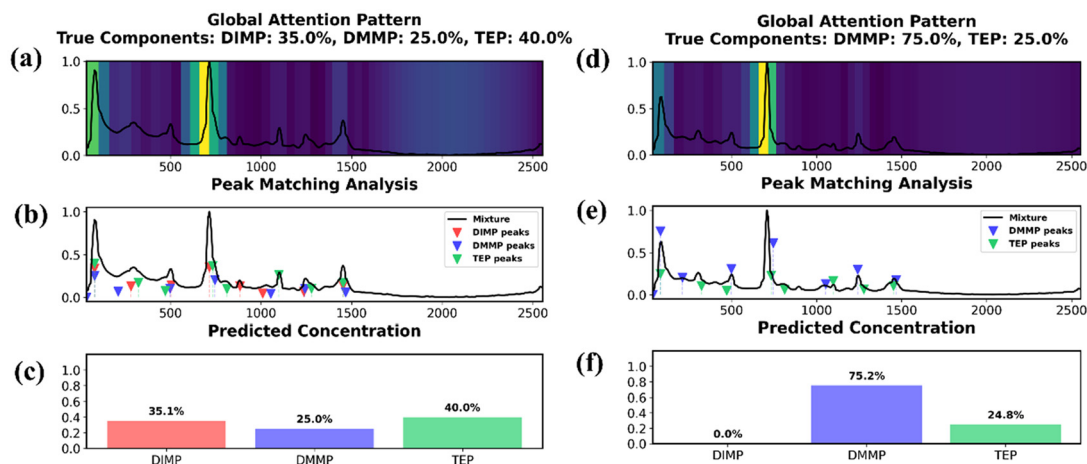 Global Attention Pattern
True Components: DIMP: 35.0%, DMMP: 25.0%, TEP: 40.0%
(a)
1.0
0.5
0.0
500 1000 1500 2000 2500
Peak Matching Analysis
(b)
1.0
0.5
0.0
Mixture
DIMP peaks
DMMP peaks
TEP peaks
0 500 1000 1500 2000 2500
Predicted Concentration
(c)
1.0
0.8
0.6
0.4
0.2
0.0
35.1%
25.0%
40.0%
DIMP DMMP TEP
Global Attention Pattern
True Components: DMMP: 75.0%, TEP: 25.0%
(d)
1.0
0.5
0.0
500 1000 1500 2000 2500
Peak Matching Analysis
(e)
1.0
0.5
0.0
Mixture
DMMP peaks
TEP peaks
0 500 1000 1500 2000 2500
Predicted Concentration
(f)
1.0
0.8
0.6
0.4
0.2
0.0
0.0%
75.2%
24.8%
DIMP DMMP TEP